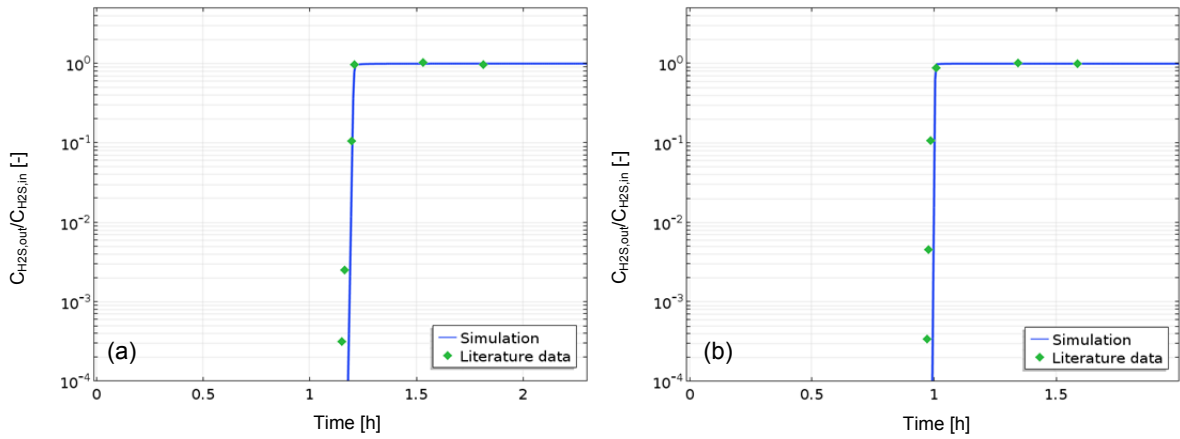 C_H2S,out/C_H2S,in [-]
10^0
10^-1
10^-2
10^-3
10^-4
(a)
Simulation
Literature data
0 0.5 1 1.5 2
Time [h]
C_H2S,out/C_H2S,in [-]
10^0
10^-1
10^-2
10^-3
10^-4
(b)
Simulation
Literature data
0 0.5 1 1.5
Time [h]